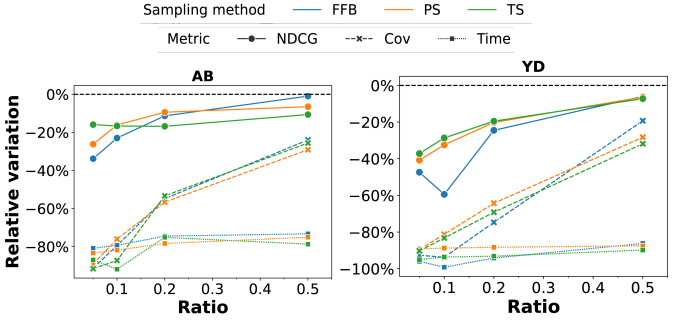 Sampling method FFB PS TS
Metric NDCG Cov Time
AB
YD
Relative variation
0%
−20%
−40%
−60%
−80%
0.1 0.2 0.3 0.4 0.5
Ratio
0%
−20%
−40%
−60%
−80%
−100%
0.1 0.2 0.3 0.4 0.5
Ratio